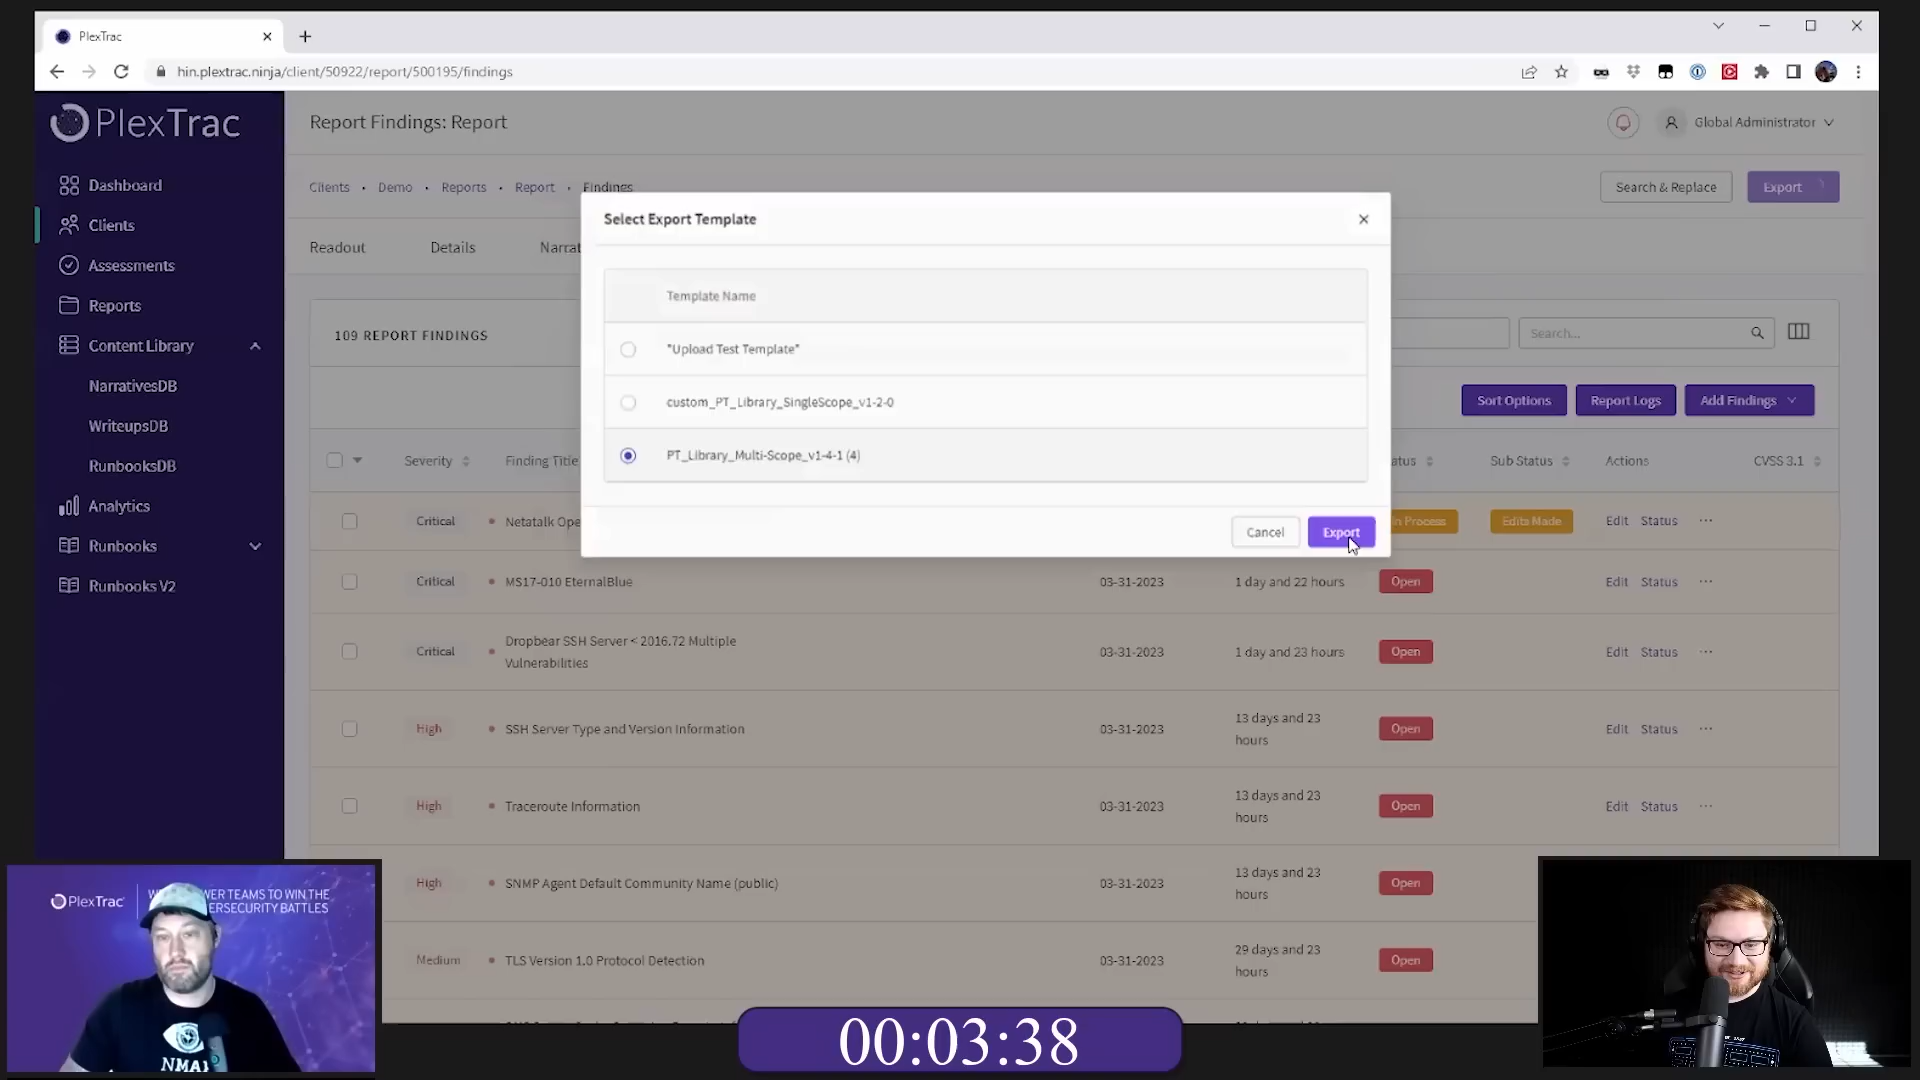 PlexTrac
hin.plextrac.ninja/client/50922/report/500195/findings
PlexTrac
Report Findings: Report
Global Administrator
Dashboard
Clients
Assessments
Reports
Content Library
NarrativesDB
WriteupsDB
RunbooksDB
Analytics
Runbooks
Runbooks V2
Clients • Demo • Reports • Report • Findings
Search & Replace
Export
Readout
Details
Narrat
Select Export Template
Template Name
"Upload Test Template"
custom_PT_Library_SingleScope_v1-2-0
PT_Library_Multi-Scope_v1-4-1 (4)
Cancel
Export
109 REPORT FINDINGS
Search...
Sort Options
Report Logs
Add Findings
Severity Finding Title atus Sub Status Actions CVSS 3.1
Critical • Netatalk Ope In Process Edits Made Edit Status ...
Critical • MS17-010 EternalBlue 03-31-2023 1 day and 22 hours Open Edit Status ...
Critical • Dropbear SSH Server < 2016.72 Multiple
Vulnerabilities 03-31-2023 1 day and 23 hours Open Edit Status ...
High • SSH Server Type and Version Information 03-31-2023 13 days and 23
hours Open Edit Status ...
High • Traceroute Information 03-31-2023 13 days and 23
hours Open Edit Status ...
High • SNMP Agent Default Community Name (public) 03-31-2023 13 days and 23
hours Open
Medium • TLS Version 1.0 Protocol Detection 03-31-2023 29 days and 23
hours Open
PlexTrac
WER TEAMS TO WIN THE
ERSECURITY BATTLES
NMA
00:03:38